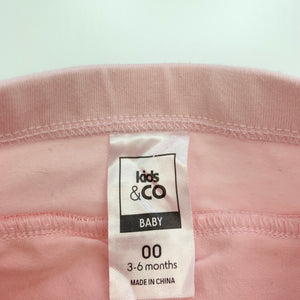 kids
&CO
BABY
00
3-6 months
MADE IN CHINA